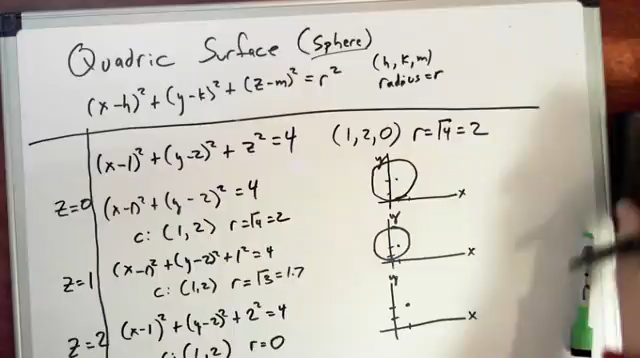 Quadric Surface (Sphere)
(x-h)² + (y-k)² + (z-m)² = r²
(h, k, m)
radius = r
(x-1)² + (y-2)² + z² = 4
(1, 2, 0) r = √4 = 2
z=0
(x-1)² + (y-2)² = 4
c: (1, 2) r = √4 = 2
z=1
(x-1)² + (y-2)² + 1² = 4
c: (1,2) r = √3 = 1.7
z=2
(x-1)² + (y-2)² + 2² = 4
c: (1, 2) r = 0
y
x
y
x
y
x